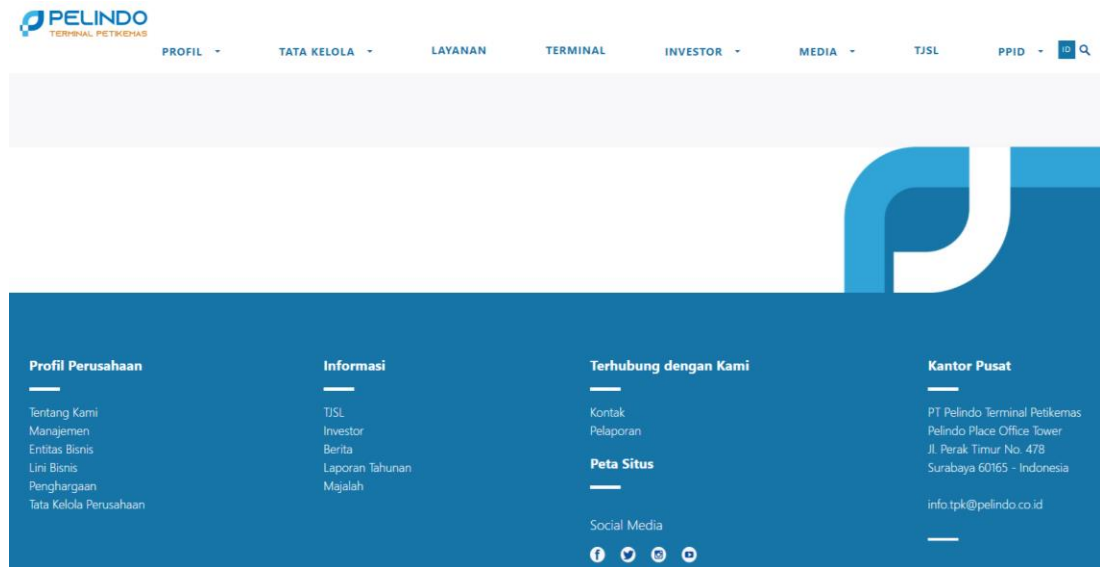 PELINDO
TERMINAL PETIKEMAS
PROFIL TATA KELOLA LAYANAN TERMINAL INVESTOR MEDIA TJSL PPID ID
Profil Perusahaan
Tentang Kami
Manajemen
Entitas Bisnis
Lini Bisnis
Penghargaan
Tata Kelola Perusahaan
Informasi
TJSL
Investor
Berita
Laporan Tahunan
Majalah
Terhubung dengan Kami
Kontak
Pelaporan
Peta Situs
Social Media
Kantor Pusat
PT Pelindo Terminal Petikemas
Pelindo Place Office Tower
Jl. Perak Timur No. 478
Surabaya 60165 - Indonesia
info.tpk@pelindo.co.id